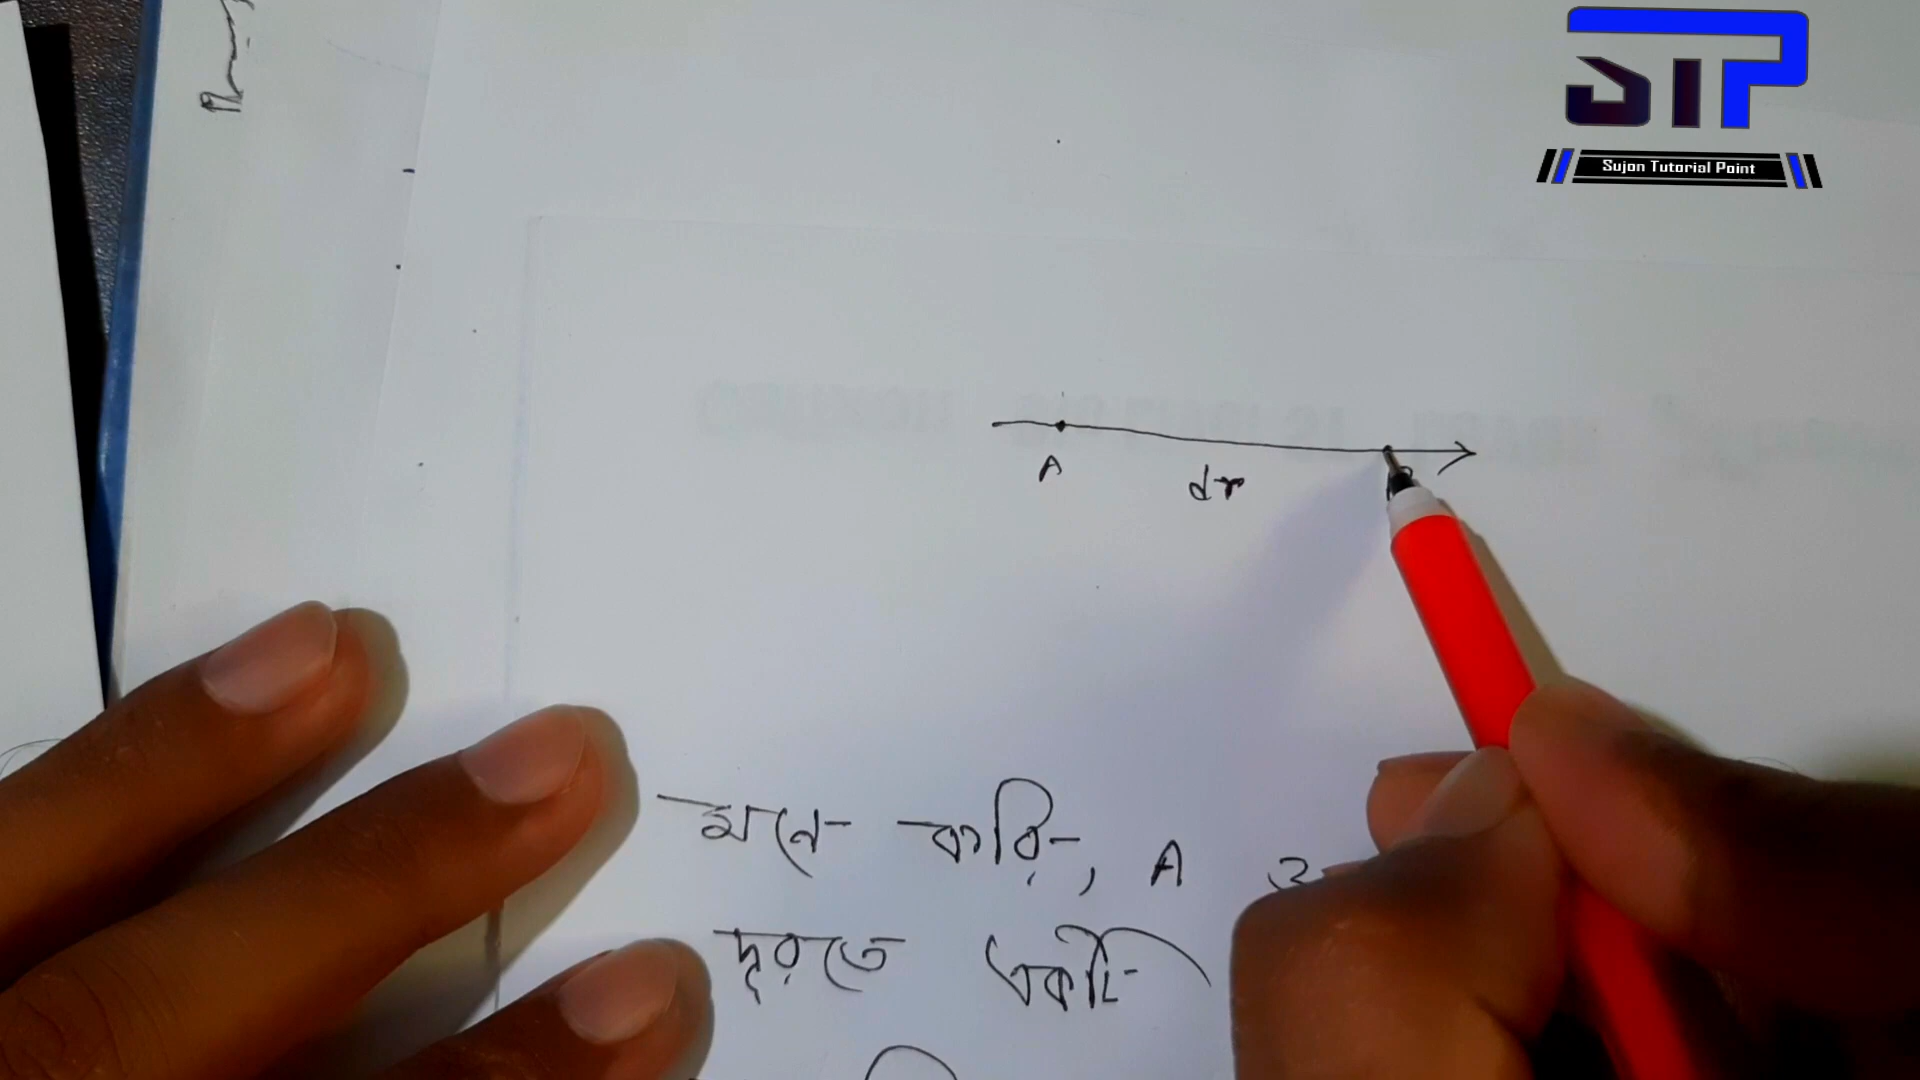 STP
Sujon Tutorial Point
A dr
মনে করি, A ও
দূরত্বে একটি